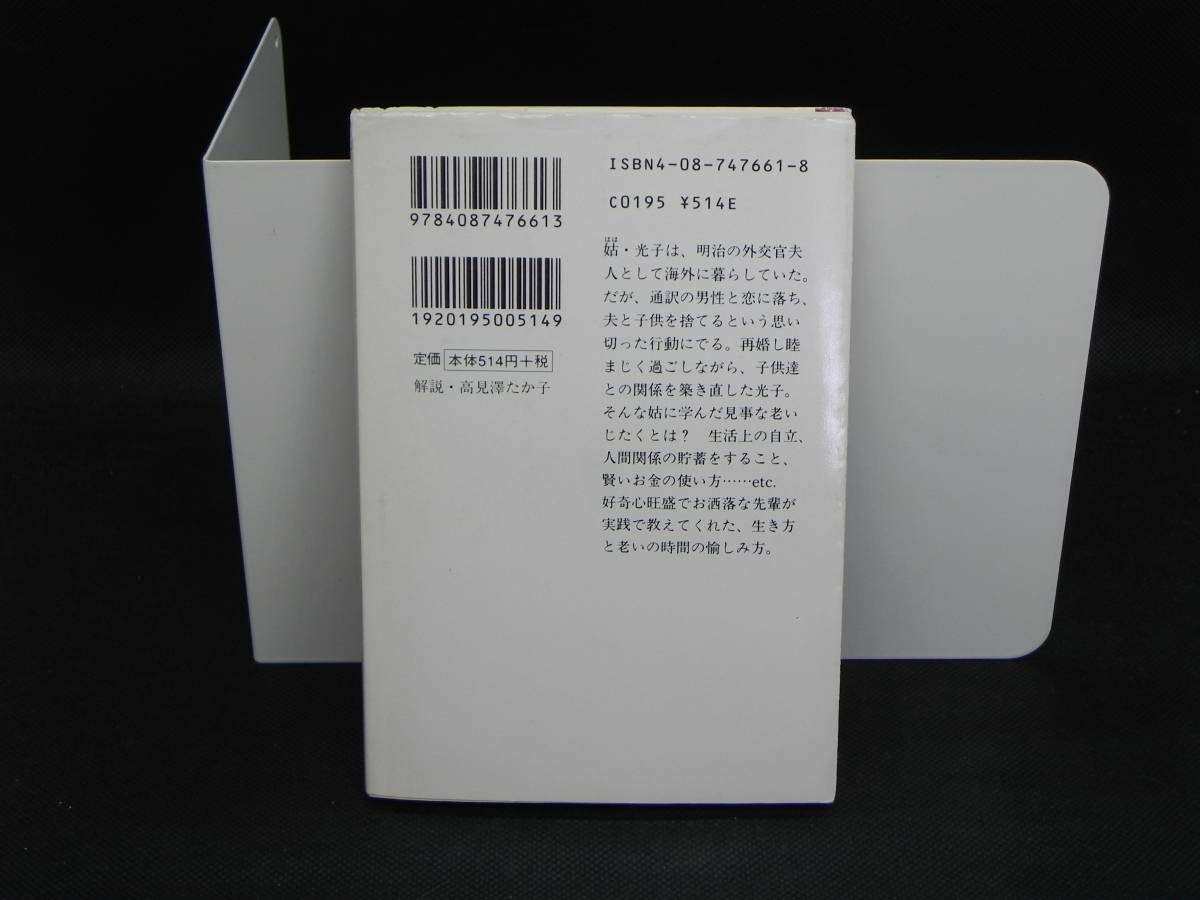 9784087476613
1920195005149
定価 本体514円+税
解説・高見澤たか子
ISBN4-08-747661-8
C0195 ¥514E
はは
姑・光子は、明治の外交官夫
人として海外に暮らしていた。
だが、通訳の男性と恋に落ち、
夫と子供を捨てるという思い
切った行動にでる。再婚し睦
まじく過ごしながら、子供達
との関係を築き直した光子。
そんな姑に学んだ見事な老い
じたくとは? 生活上の自立、
人間関係の貯蓄をすること、
賢いお金の使い方……etc.
好奇心旺盛でお洒落な先輩が
実践で教えてくれた、生き方
と老いの時間の愉しみ方。